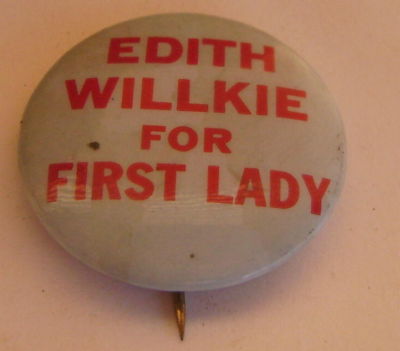 EDITH
WILLKIE
FOR
FIRST LADY